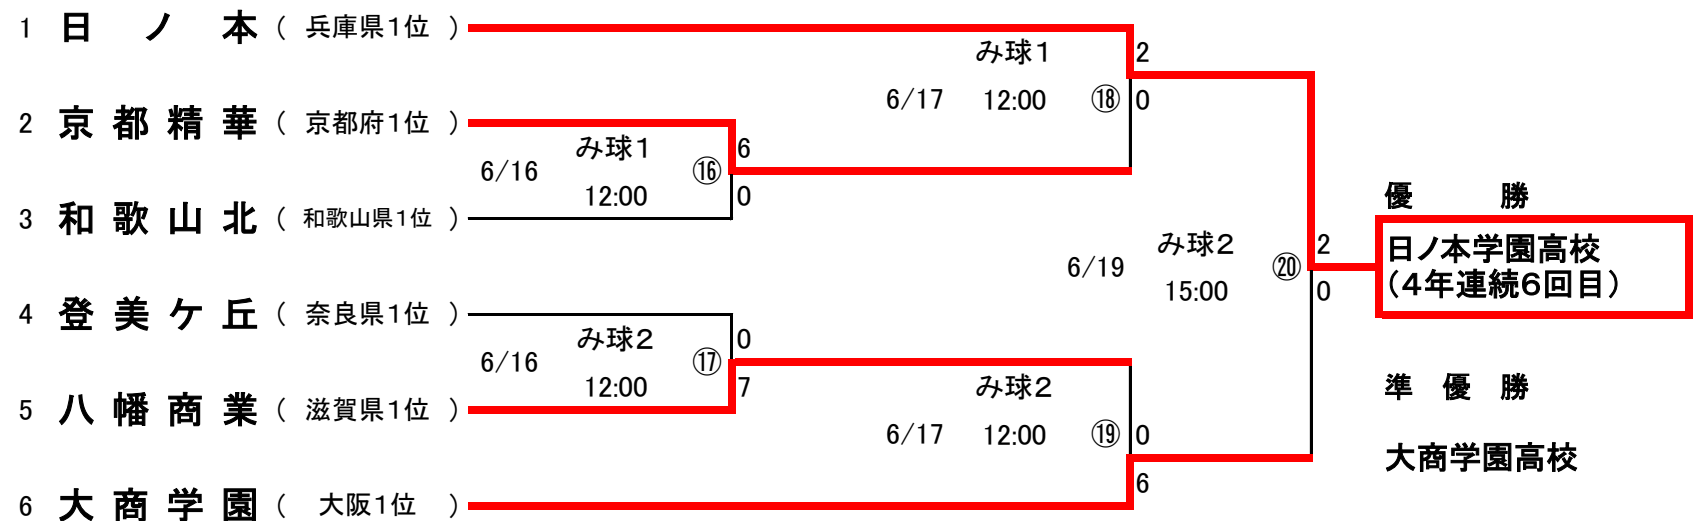 1 日ノ本 ( 兵庫県1位 )
み球1 2
6/17 12:00 ⑱ 0
2 京都精華 ( 京都府1位 )
み球1 6
6/16 ⑯
12:00 0
3 和歌山北 ( 和歌山県1位 )
優勝
み球2 2
6/19 ⑳
15:00 0
日ノ本学園高校
(4年連続6回目)
4 登美ケ丘 ( 奈良県1位 )
み球2 0
6/16 ⑰
12:00 7
5 八幡商業 ( 滋賀県1位 )
み球2
6/17 12:00 ⑲ 0
6
準優勝
大商学園高校
6 大商学園 ( 大阪1位 )